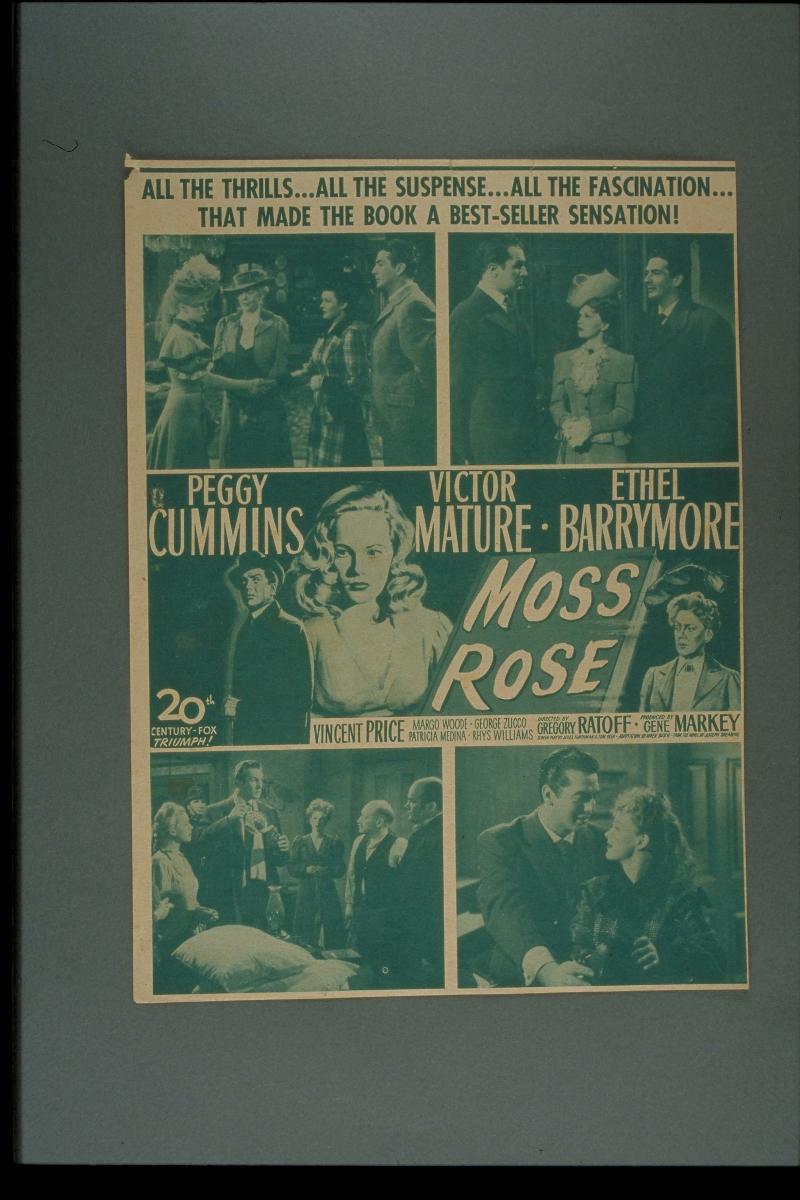 ALL THE THRILLS...ALL THE SUSPENSE...ALL THE FASCINATION...
THAT MADE THE BOOK A BEST-SELLER SENSATION!
PEGGY CUMMINS
VICTOR MATURE ·
ETHEL BARRYMORE
MOSS
ROSE
20th
CENTURY-FOX
TRIUMPH!
VINCENT PRICE
MARGO WOODE · GEORGE ZUCCO
PATRICIA MEDINA · RHYS WILLIAMS
DIRECTED BY GREGORY RATOFF ·
PRODUCED BY GENE MARKEY